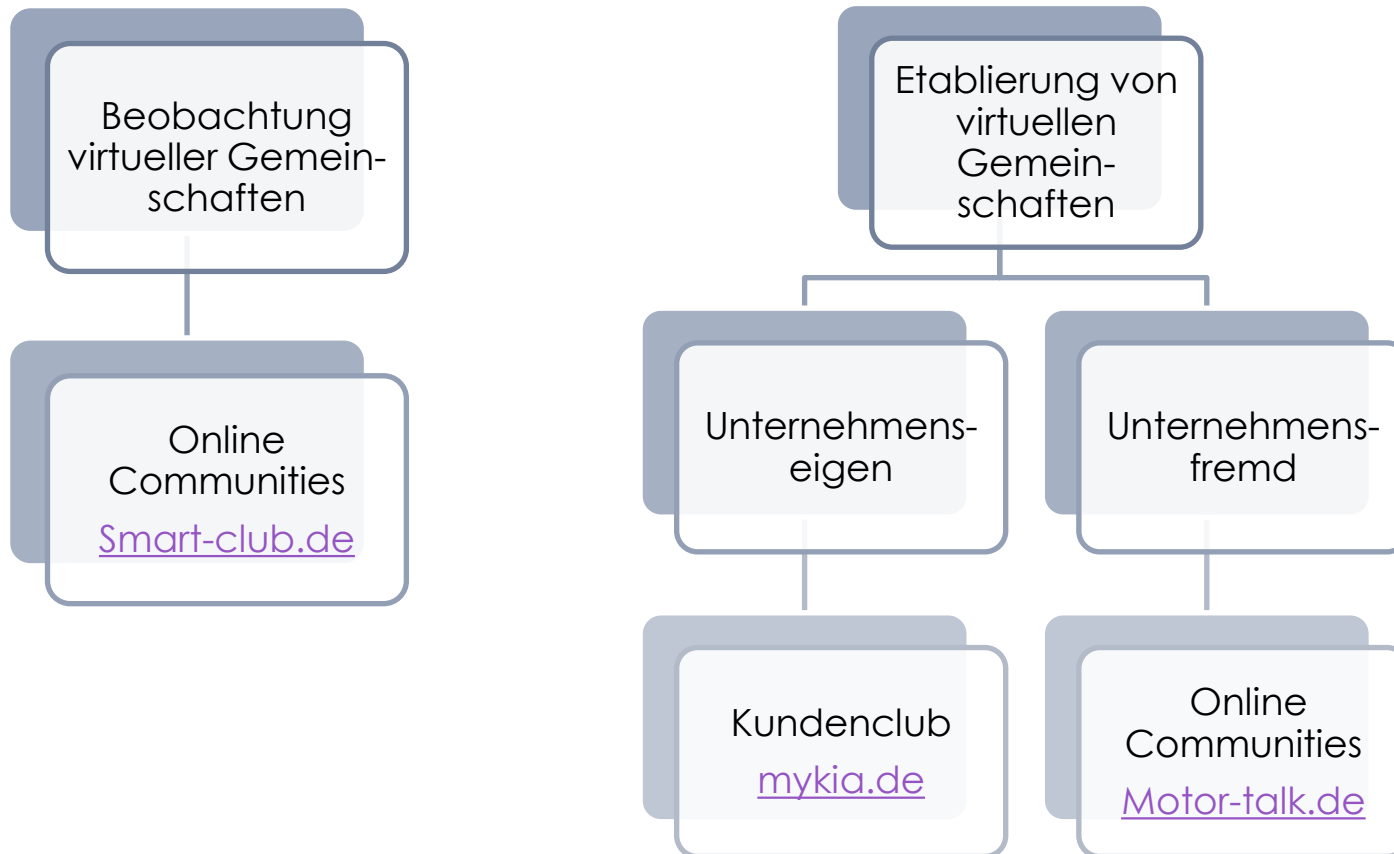 Beobachtung
virtueller Gemein-
schaften
Online
Communities
Smart-club.de
Etablierung von
virtuellen
Gemein-
schaften
Unternehmens-
eigen
Unternehmens-
fremd
Kundenclub
mykia.de
Online
Communities
Motor-talk.de